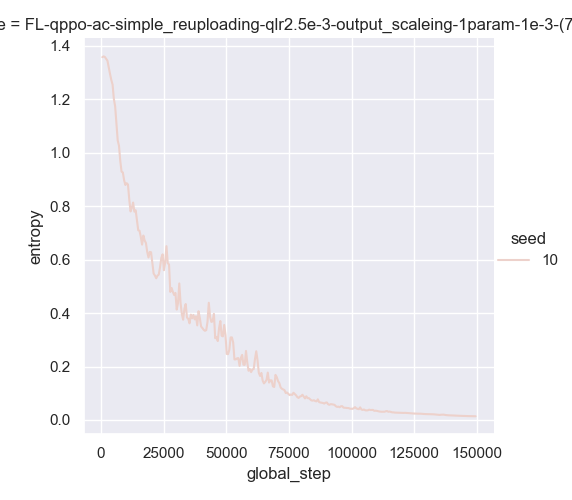 e = FL-qppo-ac-simple_reuploading-qlr2.5e-3-output_scaleing-1param-1e-3-(7
1.4
1.2
1.0
0.8
0.6
0.4
0.2
0.0
entropy
0 25000 50000 75000 100000 125000 150000
global_step
seed
10